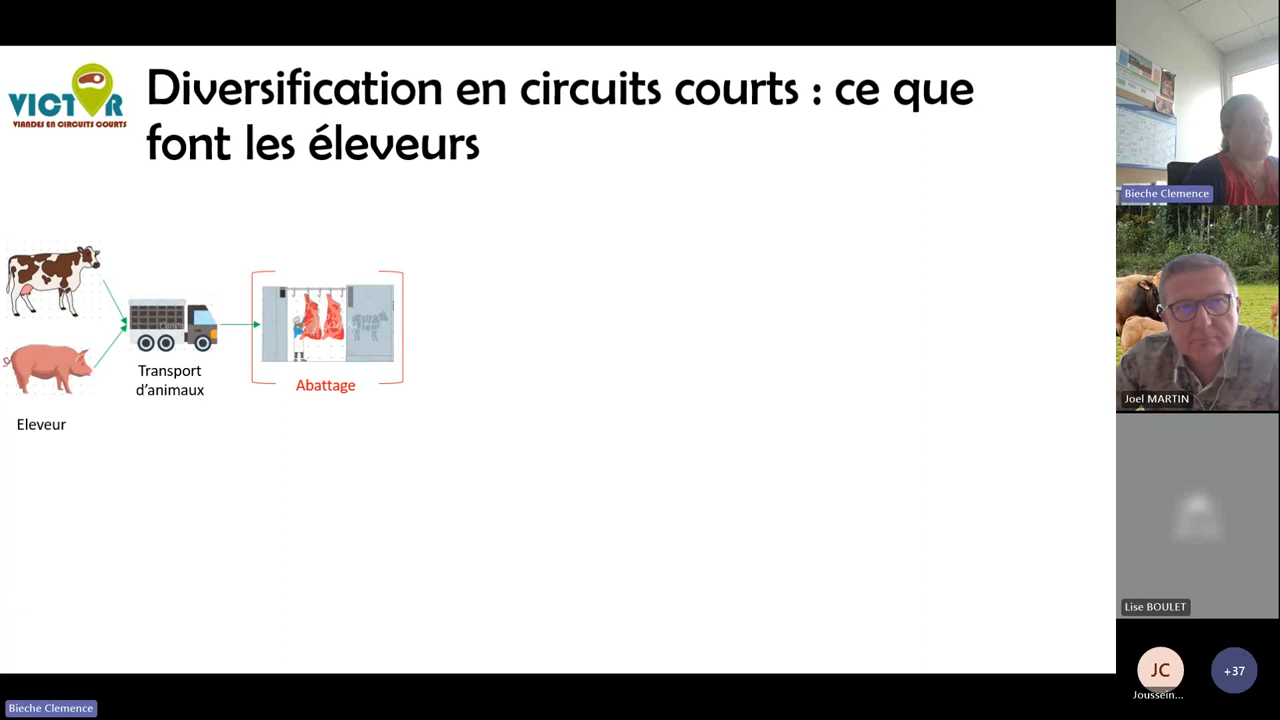 VICTOR
VIANDES EN CIRCUITS COURTS
Diversification en circuits courts : ce que
font les éleveurs
Transport
d'animaux
Abattage
Eleveur
Bieche Clemence
Joel MARTIN
Lise BOULET
JC
Joussein...
+37
Bieche Clemence